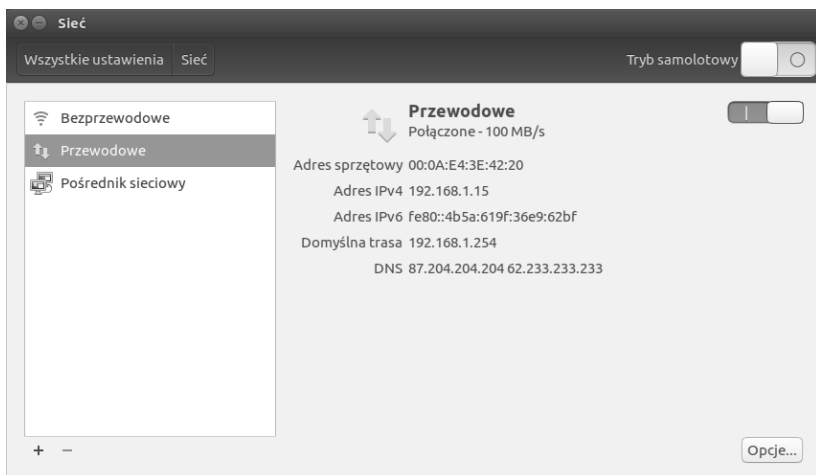 Sieć
Wszystkie ustawienia Sieć
Tryb samolotowy
Bezprzewodowe
Przewodowe
Pośrednik sieciowy
Przewodowe
Połączone - 100 MB/s
Adres sprzętowy 00:0A:E4:3E:42:20
Adres IPv4 192.168.1.15
Adres IPv6 fe80::4b5a:619f:36e9:62bf
Domyślna trasa 192.168.1.254
DNS 87.204.204.204 62.233.233.233
+ −
Opcje...